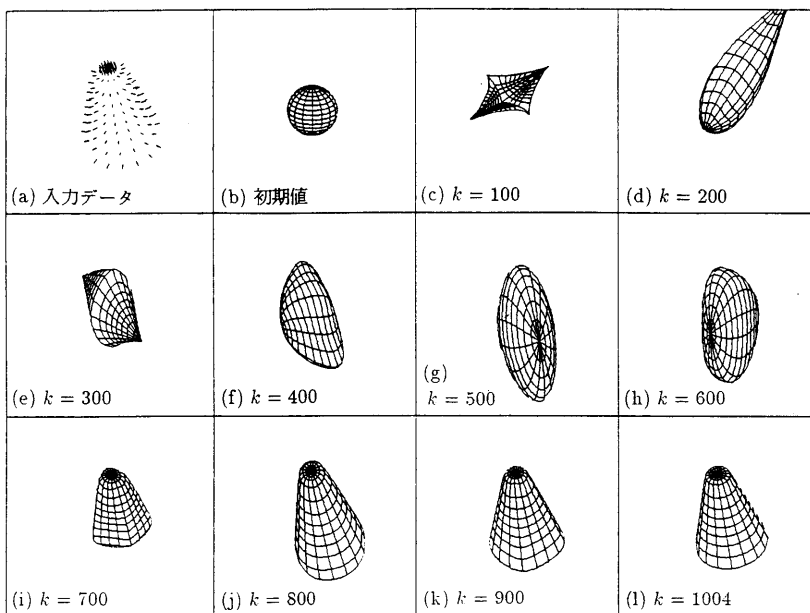 (a) 入力データ
(b) 初期値
(c) k = 100
(d) k = 200
(e) k = 300
(f) k = 400
(g)
k = 500
(h) k = 600
(i) k = 700
(j) k = 800
(k) k = 900
(l) k = 1004